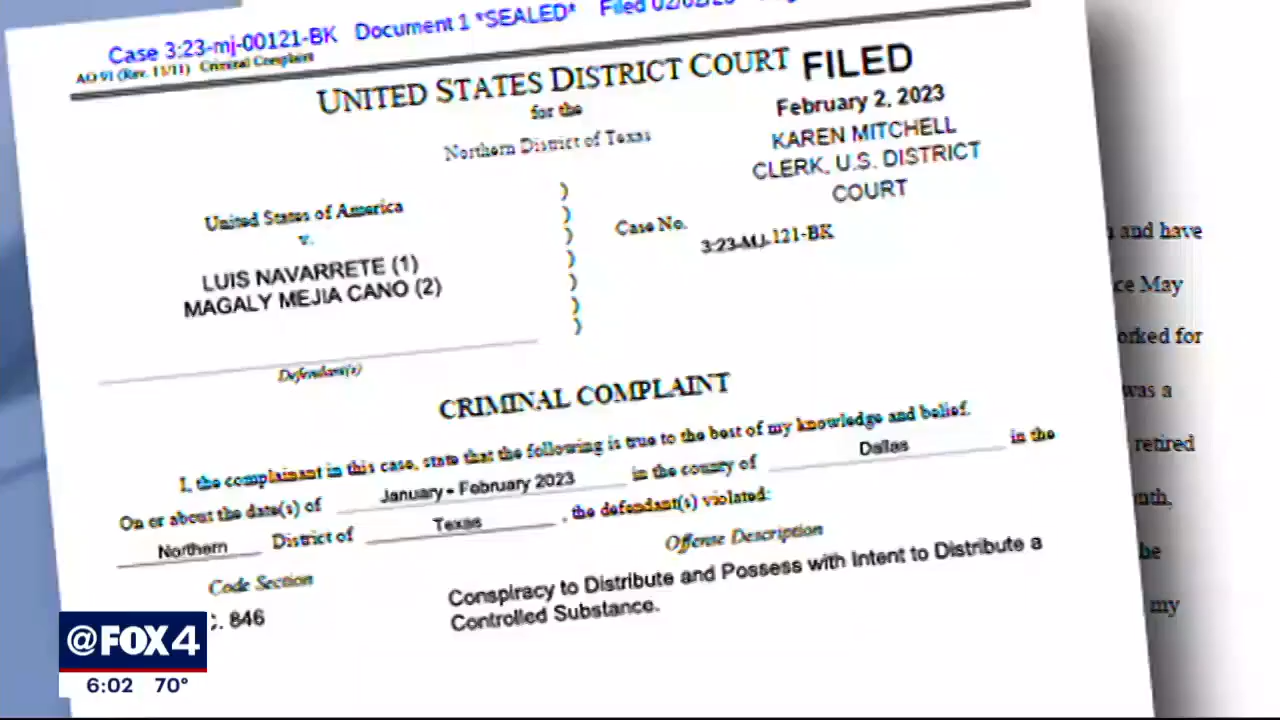 Case 3:23-mj-00121-BK Document 1 *SEALED* Filed 02/02/23
AO 91 (Rev. 11/11) Criminal Complaint
UNITED STATES DISTRICT COURT
for the
Northern District of Texas
FILED
February 2, 2023
KAREN MITCHELL
CLERK, U.S. DISTRICT
COURT
United States of America
v.
LUIS NAVARRETE (1)
MAGALY MEJIA CANO (2)
Defendant(s)
)
)
)
)
)
)
)
Case No.
3:23-MJ-121-BK
CRIMINAL COMPLAINT
I, the complainant in this case, state that the following is true to the best of my knowledge and belief.
On or about the date(s) of January - February 2023 in the county of Dallas in the
Northern District of Texas , the defendant(s) violated:
Code Section Offense Description
C. 846 Conspiracy to Distribute and Possess with Intent to Distribute a
Controlled Substance.
and have
May
for
was a
retired
my
@FOX 4
6:02 70°